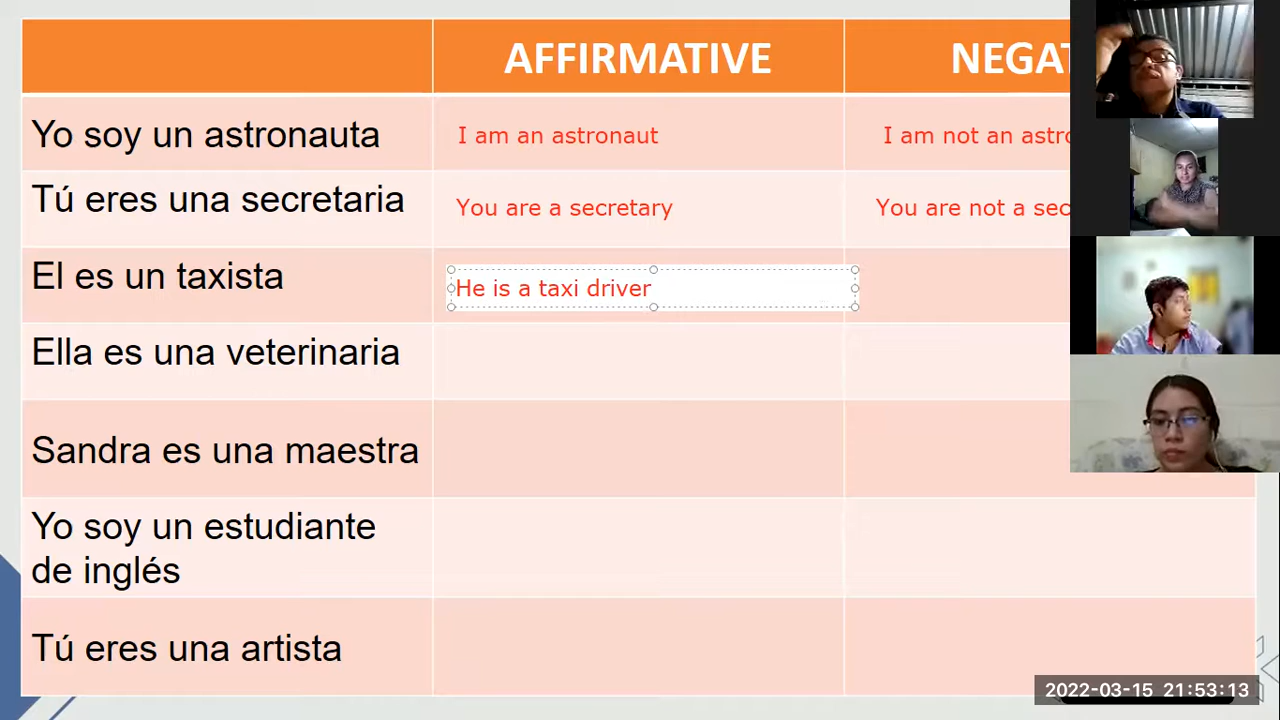 AFFIRMATIVE NEGAT
Yo soy un astronauta I am an astronaut I am not an astro
Tú eres una secretaria You are a secretary You are not a sec
El es un taxista He is a taxi driver
Ella es una veterinaria
Sandra es una maestra
Yo soy un estudiante
de inglés
Tú eres una artista
2022-03-15 21:53:13